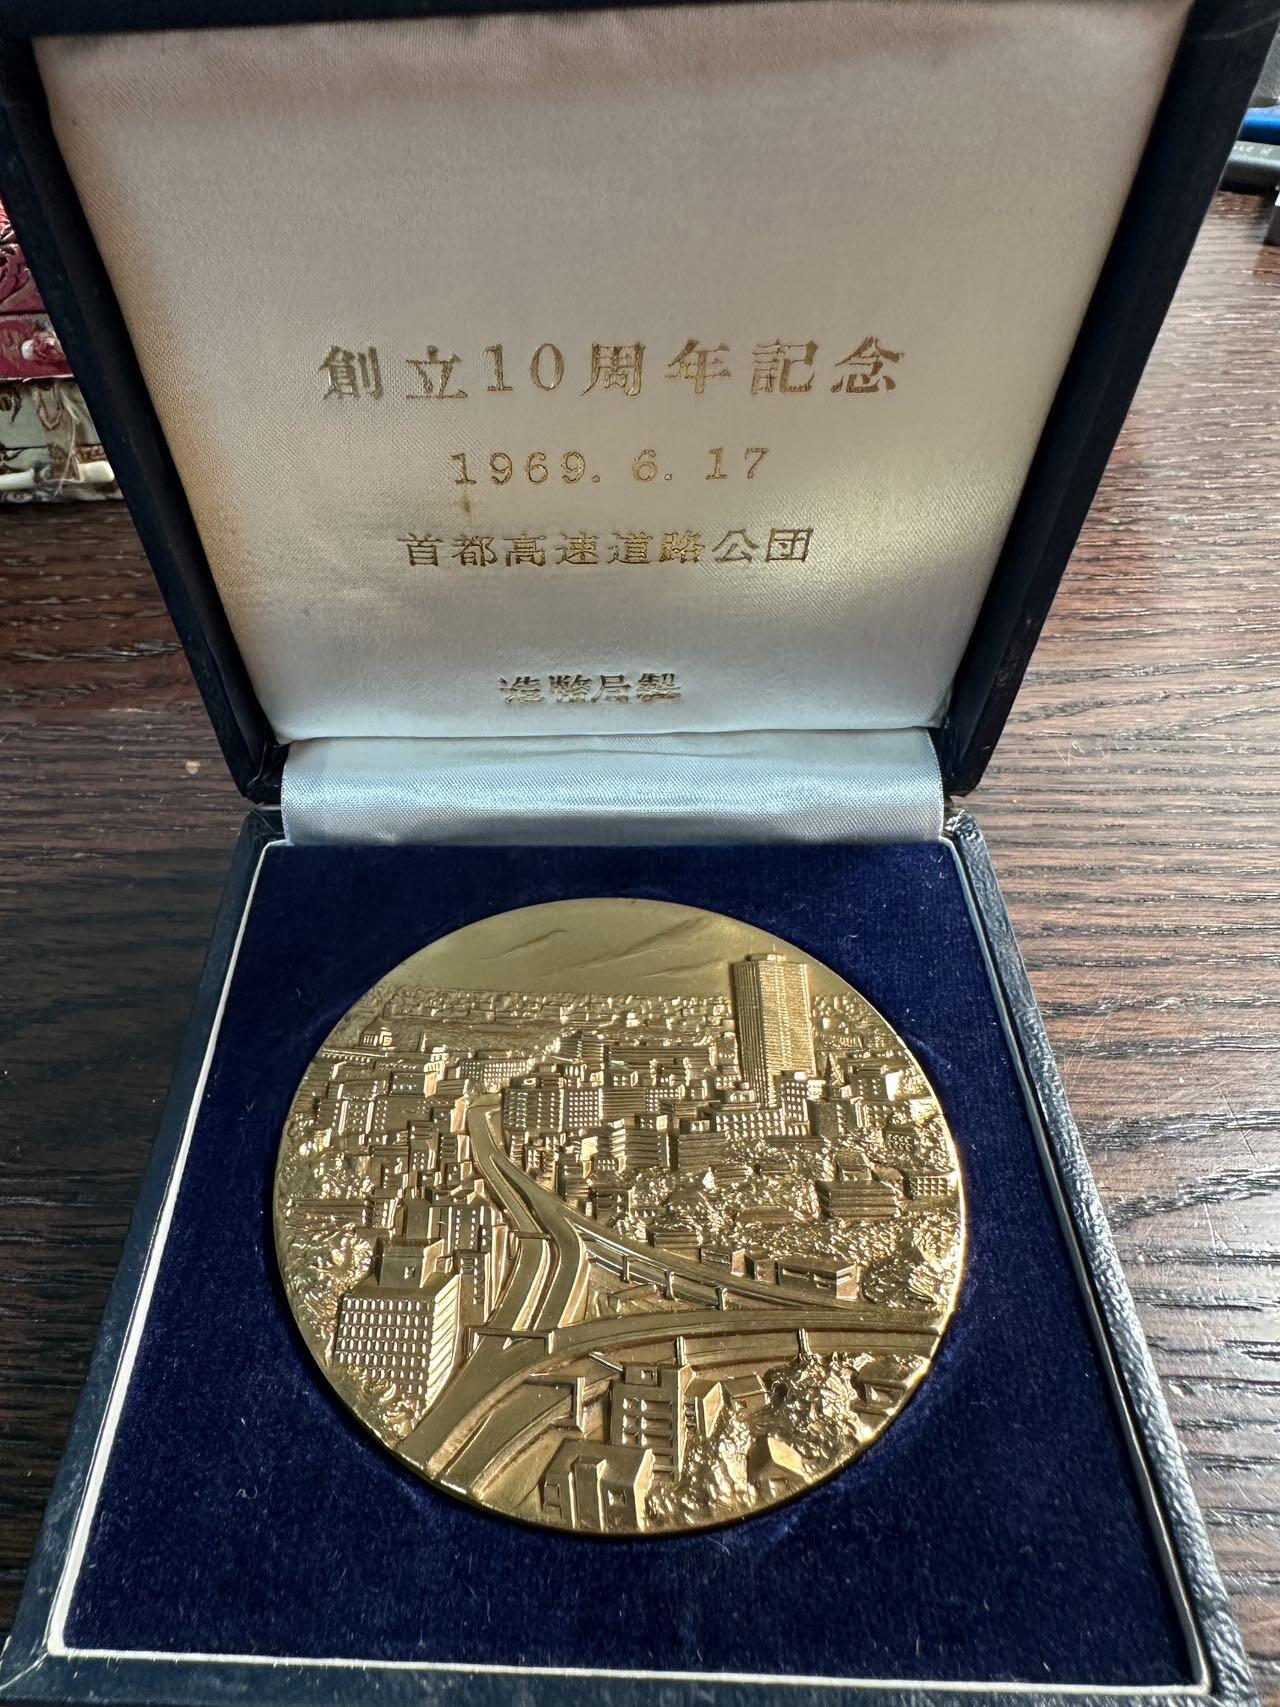 創立10周年記念
1969. 6. 17
首都高速道路公団
造幣局製